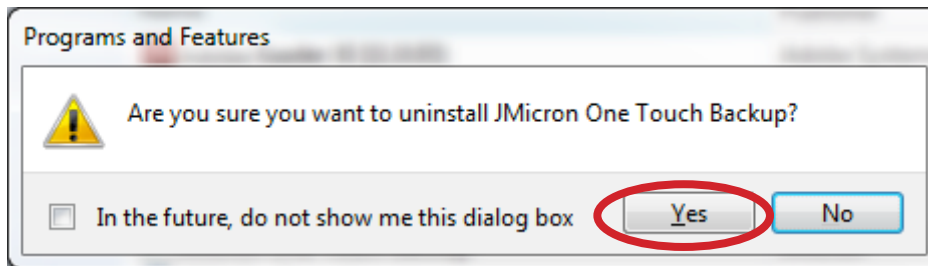 Programs and Features
Are you sure you want to uninstall JMicron One Touch Backup?
In the future, do not show me this dialog box
Yes
No